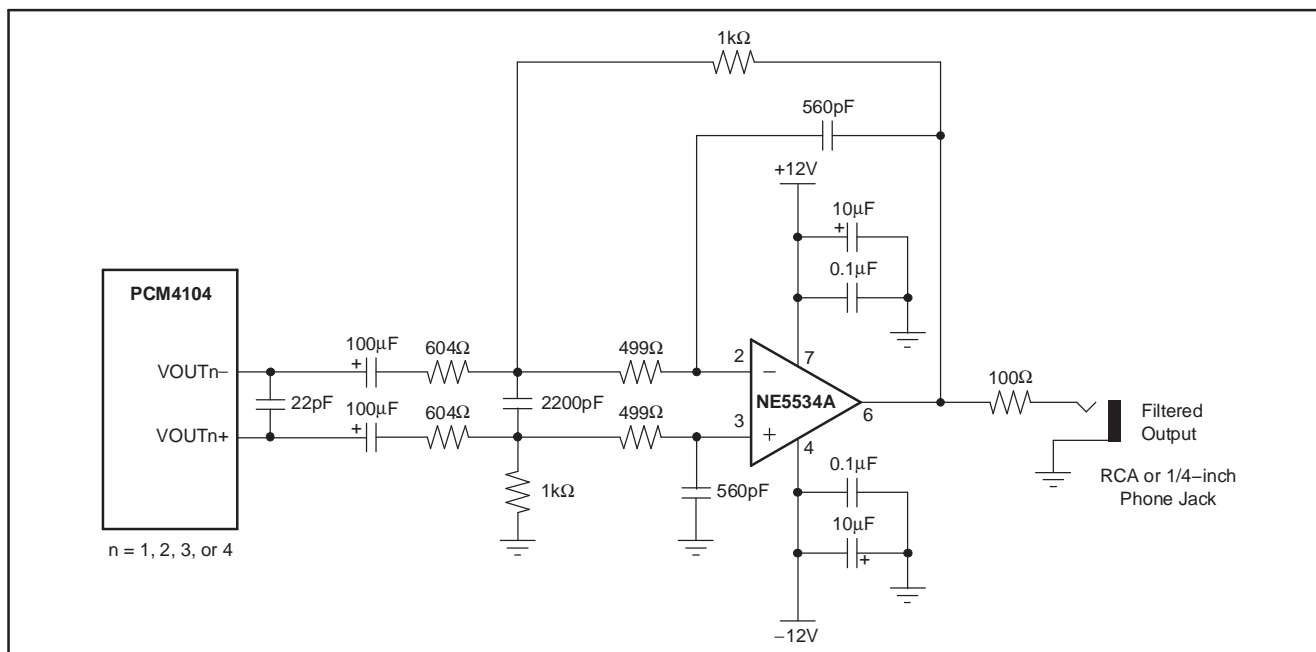 1kΩ
560pF
+12V
10µF
+
0.1µF
PCM4104
100µF
+
604Ω
499Ω
2
7
VOUTn−
−
22pF
100µF
+
604Ω
2200pF
499Ω
NE5534A
6
100Ω
VOUTn+
3
+
4
Filtered
Output
1kΩ
560pF
0.1µF
RCA or 1/4−inch
Phone Jack
10µF
+
n = 1, 2, 3, or 4
−12V